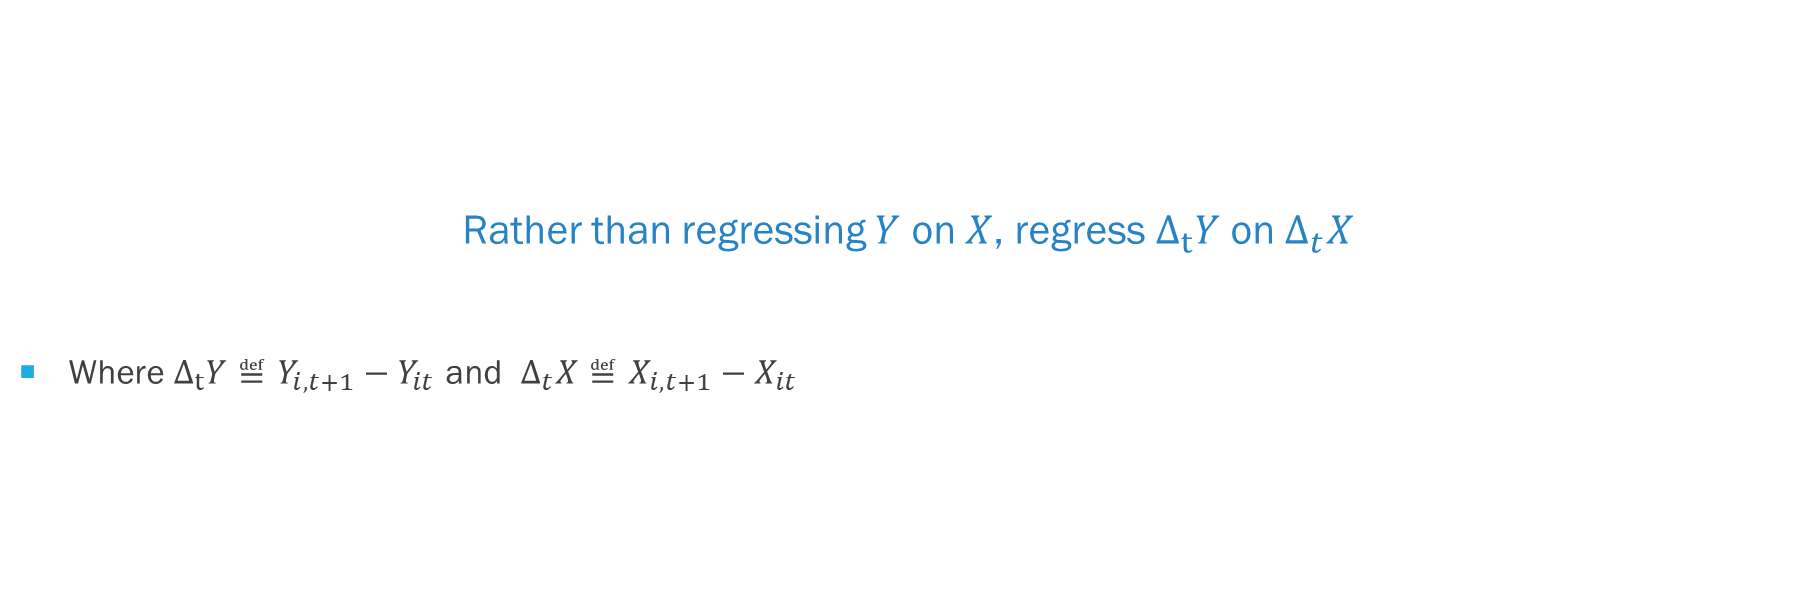 Rather than regressing 𝑌 on 𝑋, regress Δ_t𝑌 on Δ_𝑡𝑋
▪ Where Δ_t𝑌 ≝ 𝑌_{𝑖,𝑡+1} − 𝑌_{𝑖𝑡} and Δ_𝑡𝑋 ≝ 𝑋_{𝑖,𝑡+1} − 𝑋_{𝑖𝑡}